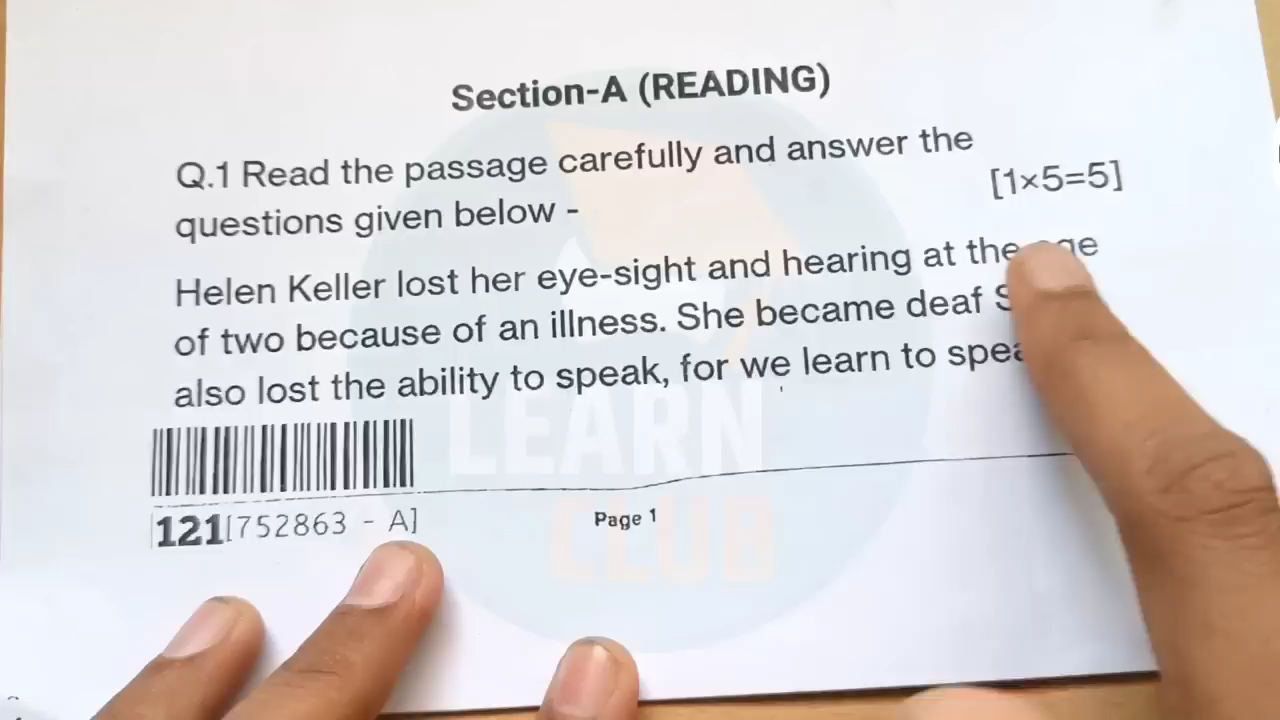 Section-A (READING)
Q.1 Read the passage carefully and answer the
questions given below -
[1×5=5]
Helen Keller lost her eye-sight and hearing at the
of two because of an illness. She became deaf
also lost the ability to speak, for we learn to
LEARN
CLUB
121[752863 - A]
Page 1